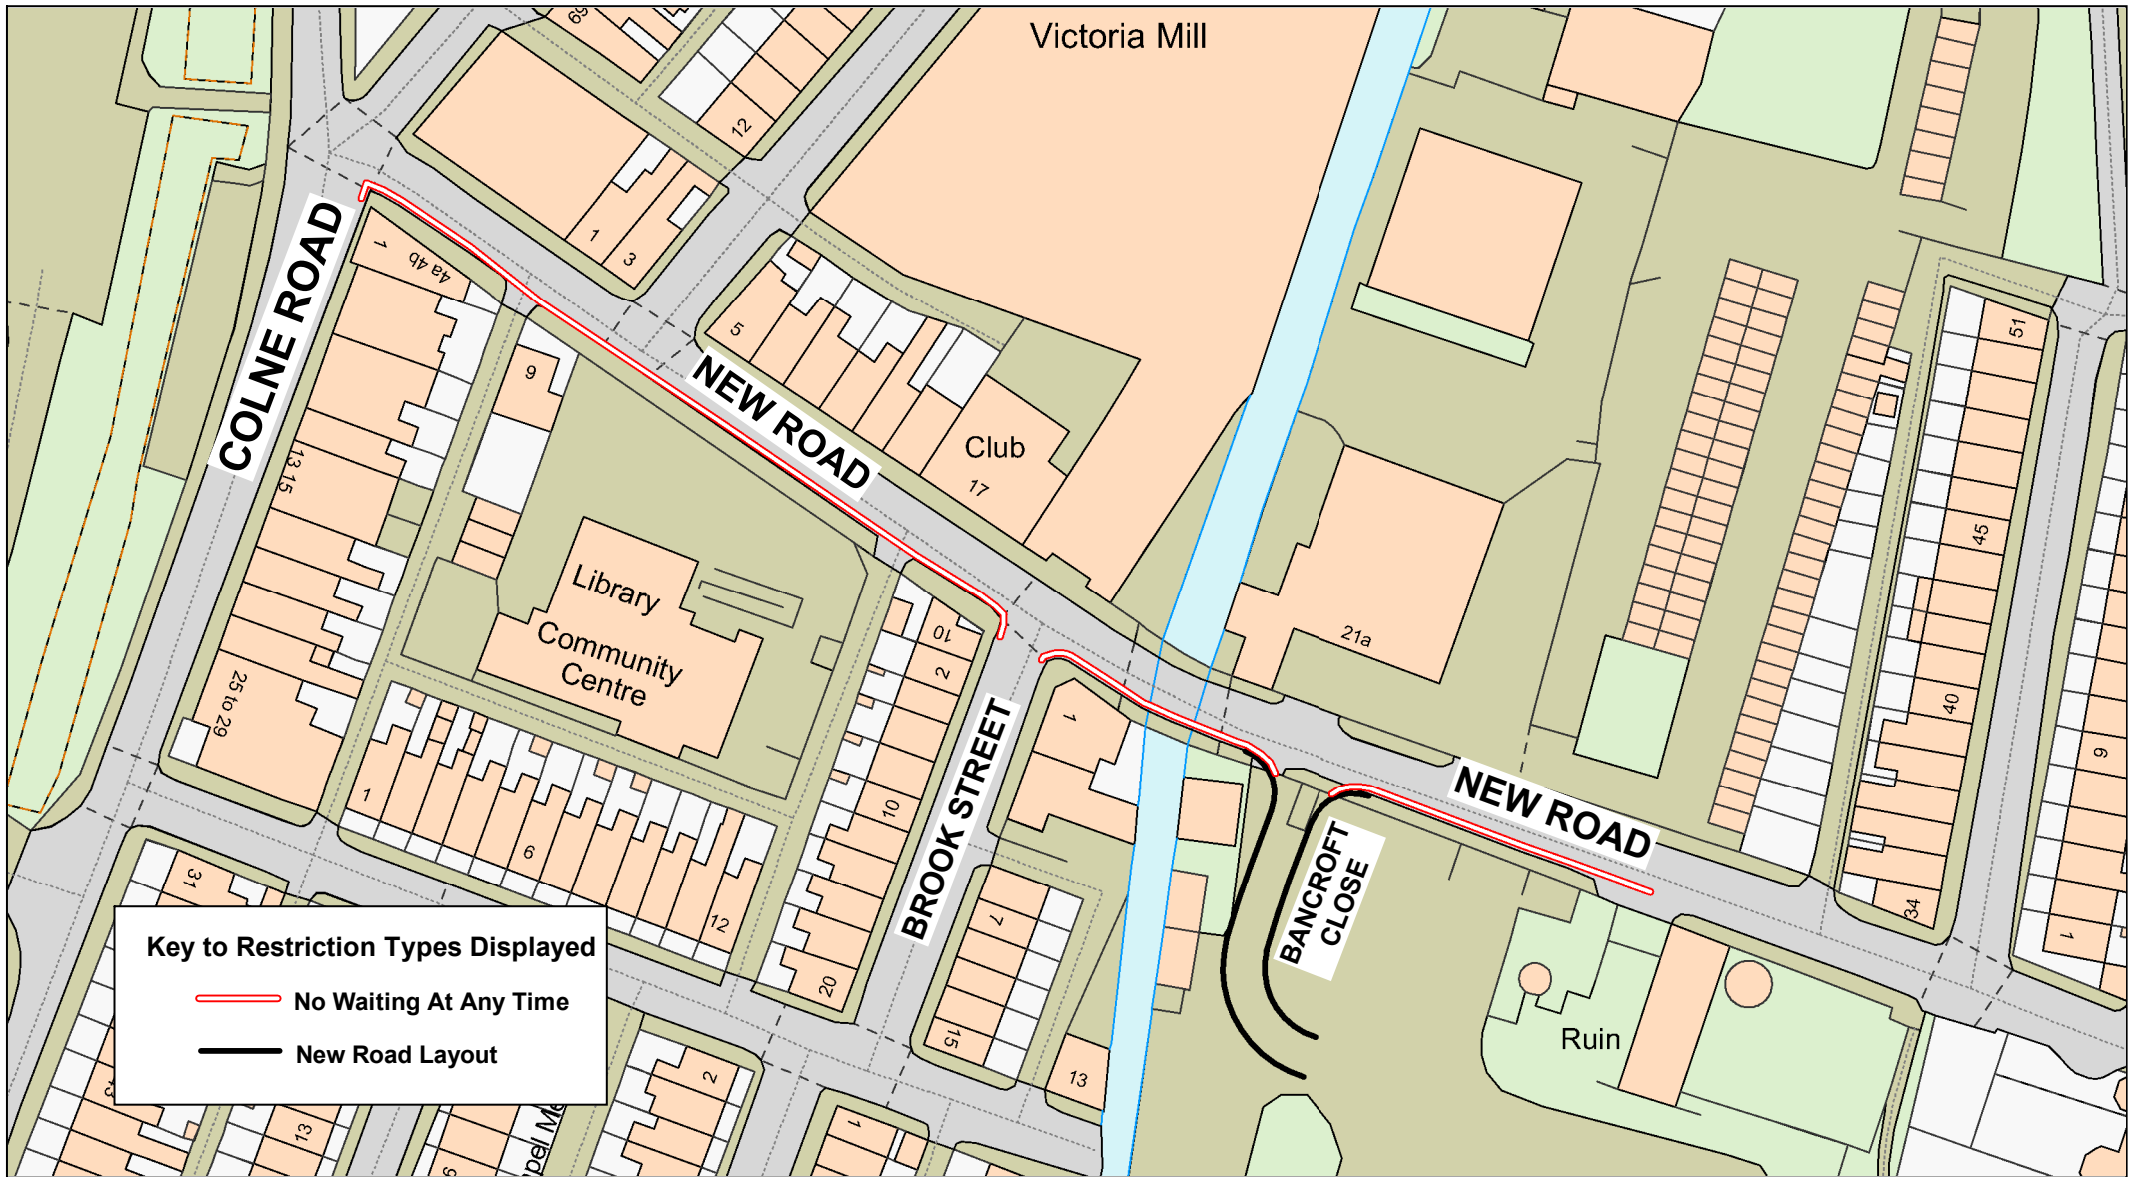 Victoria Mill
69
12
1
3
COLNE ROAD
1
4a 4b
9
5
NEW ROAD
Club
17
13 15
Library
Community
Centre
25 to 29
10
2
1
10
20
BROOK STREET
1
6
12
7
15
13
21a
NEW ROAD
BANCROFT
CLOSE
Ruin
51
45
40
34
9
1
31
Key to Restriction Types Displayed
No Waiting At Any Time
New Road Layout
13
2
1